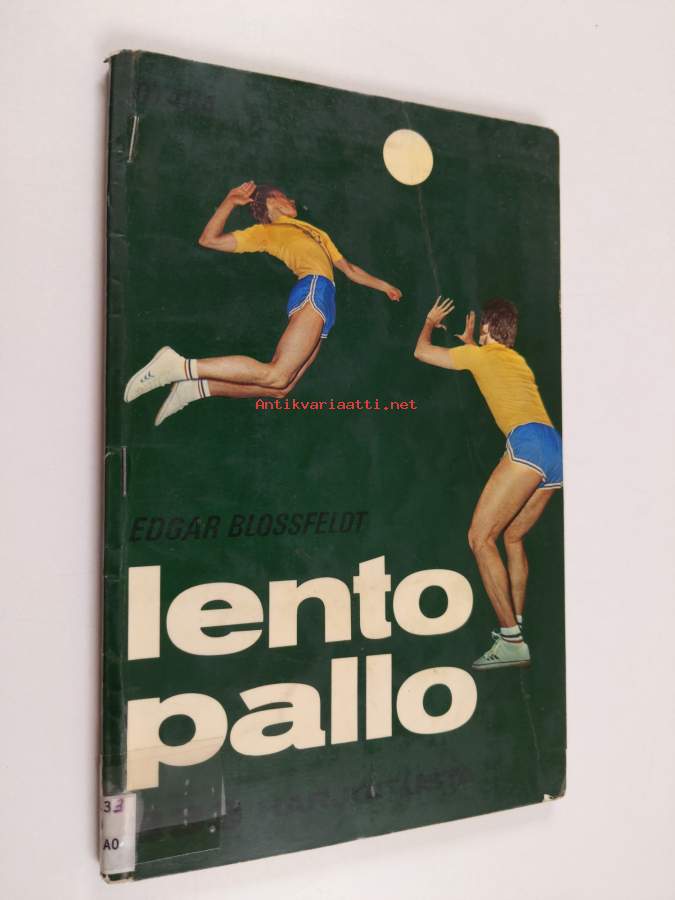 Antikvariaatti.net
EDGAR BLOSSFELDT
lento
pallo
33
AO